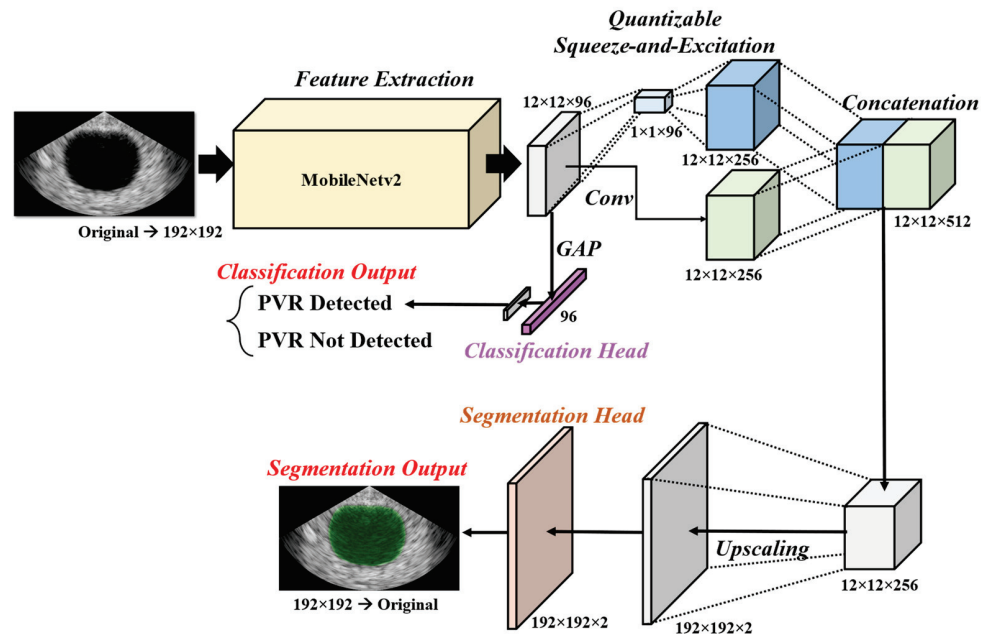 Quantizable
Squeeze-and-Excitation
Feature Extraction
12×12×96
Concatenation
1×1×96
MobileNetv2
12×12×256
Conv
Original → 192×192
12×12×512
GAP
12×12×256
Classification Output
PVR Detected
96
PVR Not Detected
Classification Head
Segmentation Head
Segmentation Output
Upscaling
12×12×256
192×192 → Original
192×192×2
192×192×2